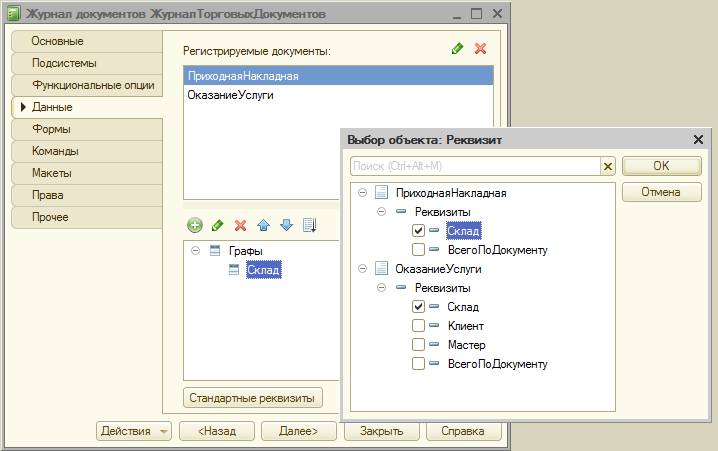 Журнал документов ЖурналТорговыхДокументов
Основные
Подсистемы
Функциональные опции
Данные
Формы
Команды
Макеты
Права
Прочее
Регистрируемые документы:
ПриходнаяНакладная
ОказаниеУслуги
Графы
Склад
Стандартные реквизиты
Действия
<Назад
Далее>
Закрыть
Справка
Выбор объекта: Реквизит
Поиск (Ctrl+Alt+M)
OK
Отмена
ПриходнаяНакладная
Реквизиты
Склад
ВсегоПоДокументу
ОказаниеУслуги
Реквизиты
Склад
Клиент
Мастер
ВсегоПоДокументу